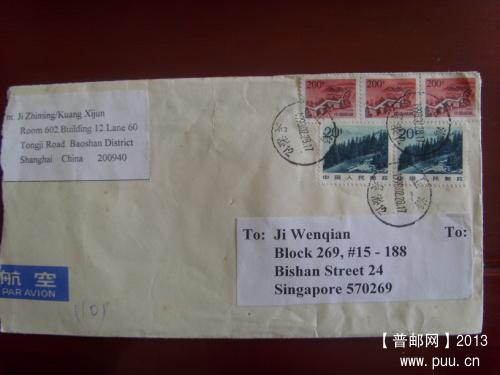 m: Ji Zhiming/Kuang Xijun
Room 602 Building 12 Lane 60
Tongji Road Baoshan District
Shanghai China 200940
200
200
200
20
20
中国人民邮政
中国人民邮政
To: Ji Wenqian To:
Block 269, #15 - 188
Bishan Street 24
Singapore 570269
航空
PAR AVION
【普邮网】2013
www.puu.cn